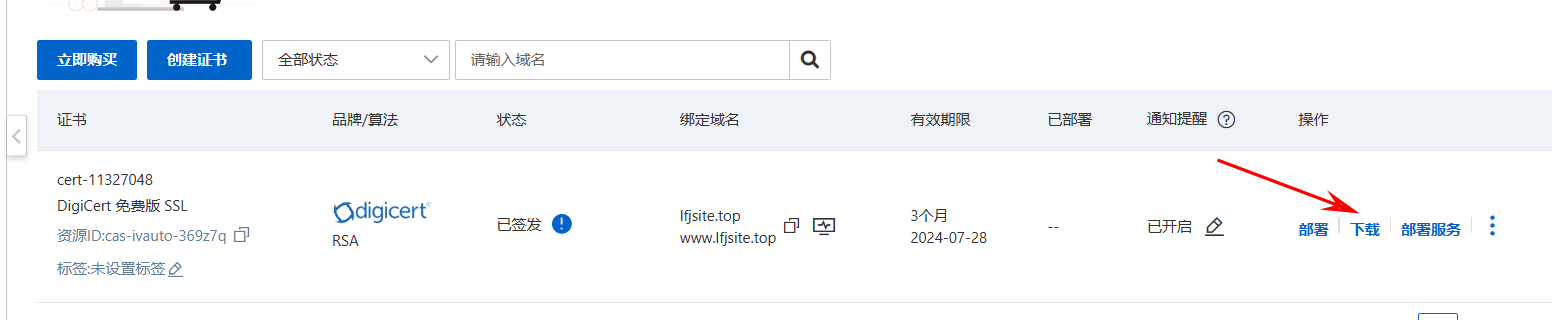 立即购买 创建证书 全部状态 请输入域名
证书 品牌/算法 状态 绑定域名 有效期限 已部署 通知提醒 ? 操作
cert-11327048
DigiCert 免费版 SSL
资源ID:cas-ivauto-369z7q
标签:未设置标签
digicert
RSA
已签发
lfjsite.top
www.lfjsite.top
3个月
2024-07-28
--
已开启
部署 下载 部署服务